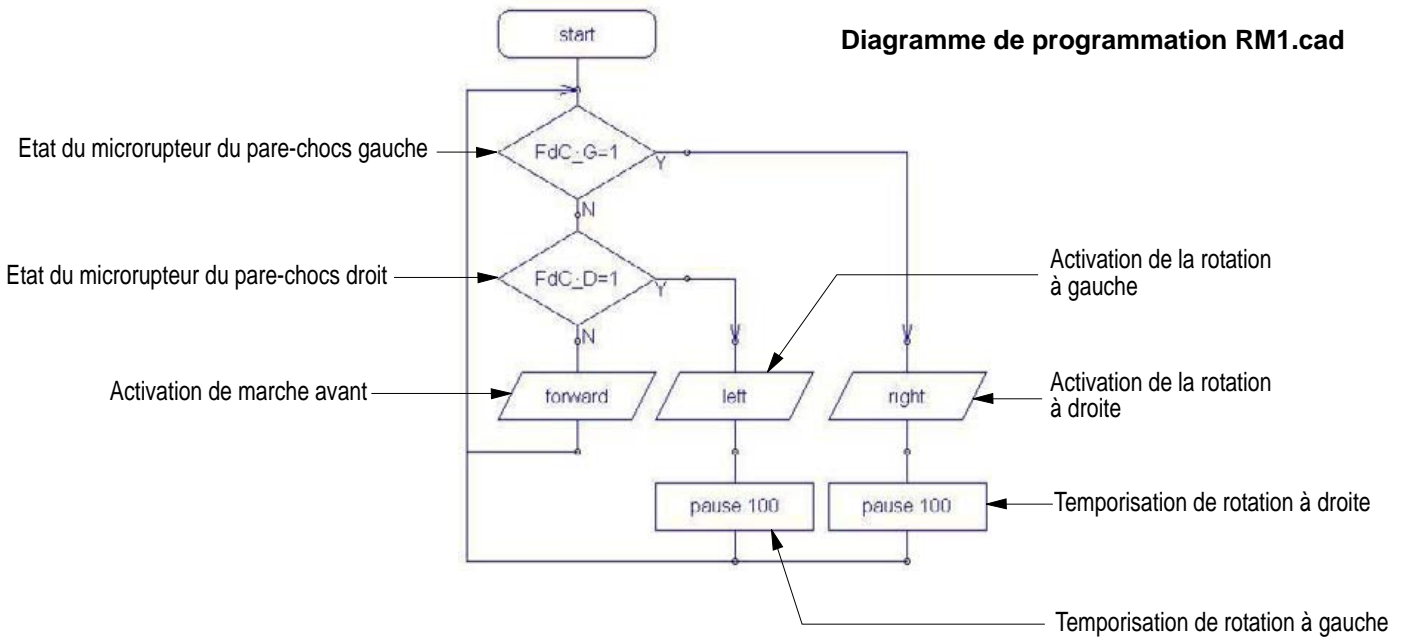 start
Diagramme de programmation RM1.cad
Etat du microrupteur du pare-chocs gauche
FdC_G=1
Y
N
Etat du microrupteur du pare-chocs droit
FdC_D=1
Y
Activation de la rotation
à gauche
N
Activation de marche avant
forward
left
right
Activation de la rotation
à droite
pause 100
pause 100
Temporisation de rotation à droite
Temporisation de rotation à gauche